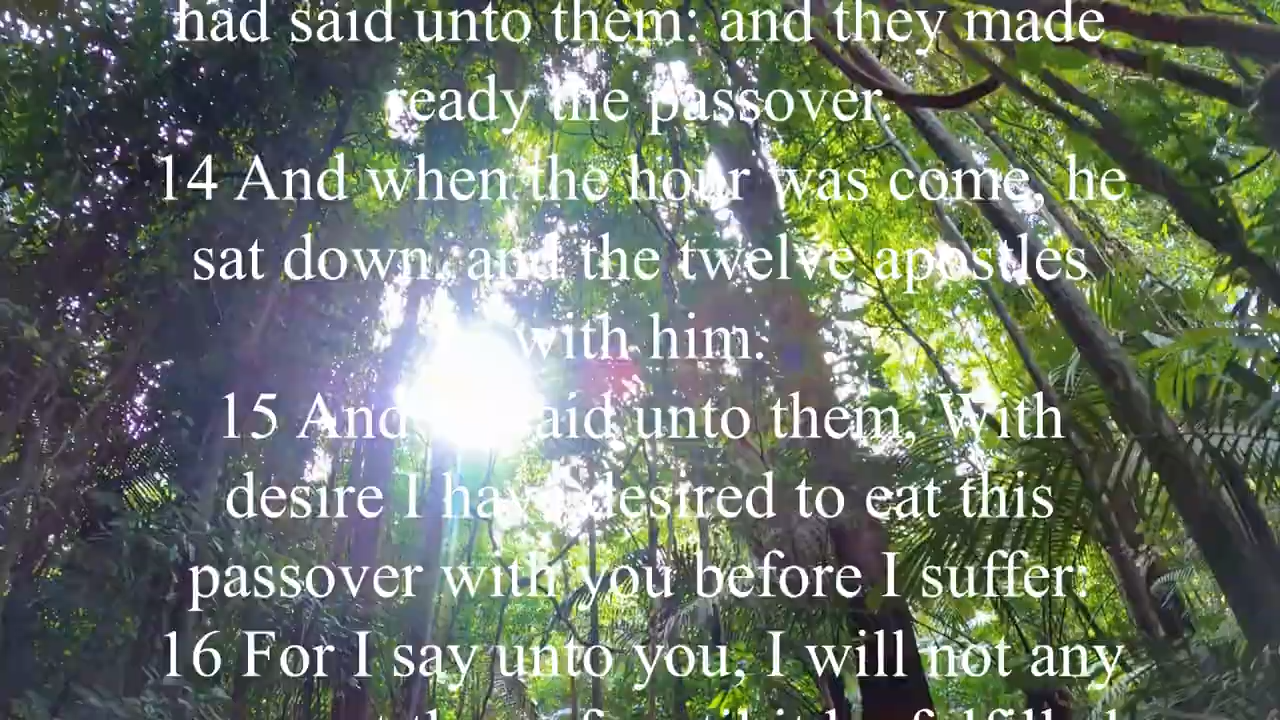 had said unto them: and they made
ready the passover.
14 And when the hour was come, he
sat down, and the twelve apostles
with him.
15 And said unto them, With
desire I have desired to eat this
passover with you before I suffer:
16 For I say unto you, I will not any